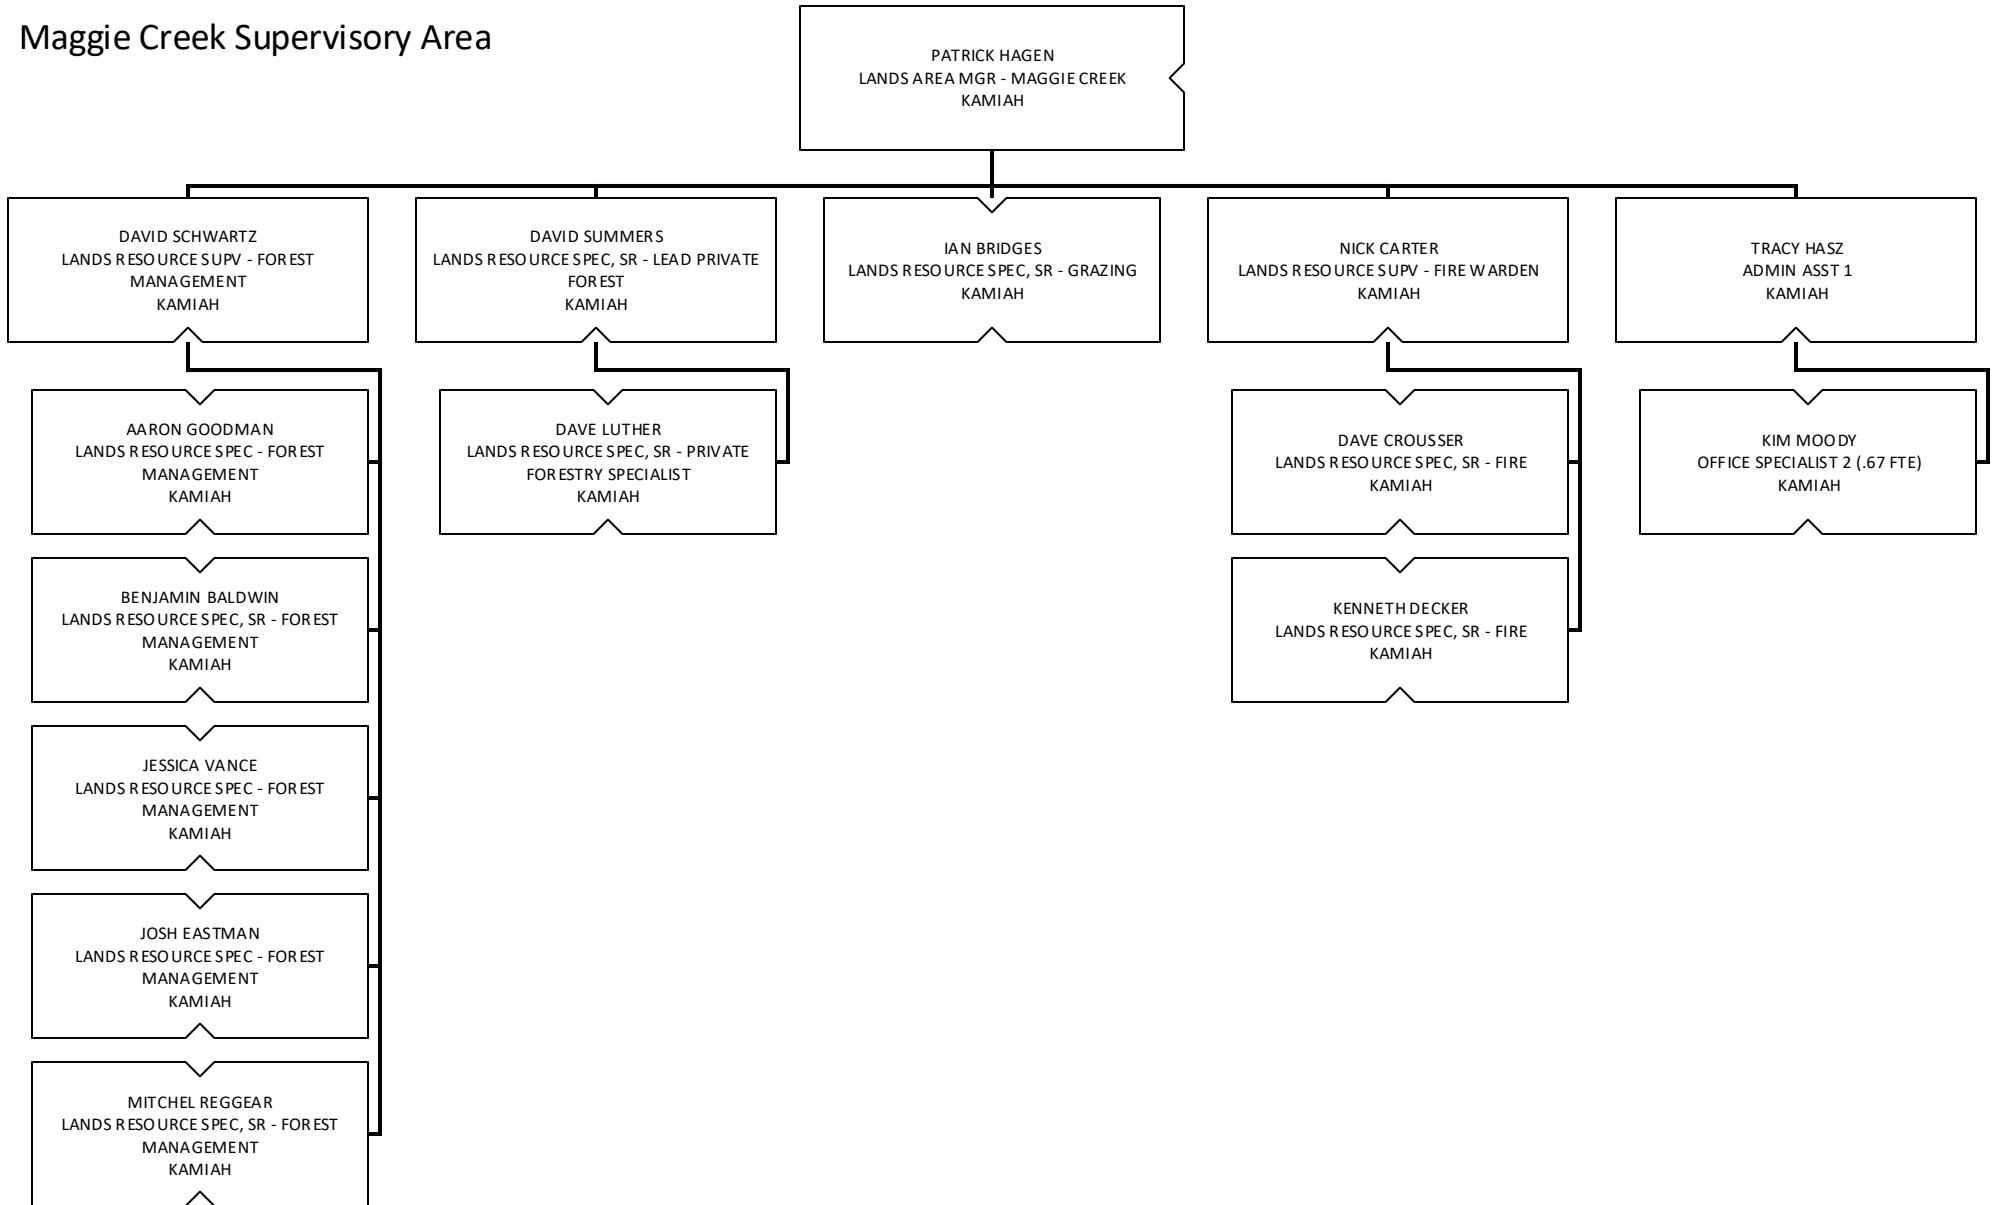 Maggie Creek Supervisory Area
PATRICK HAGEN
LANDS AREA MGR - MAGGIE CREEK
KAMIAH
DAVID SCHWARTZ
LANDS RESOURCE SUPV - FOREST
MANAGEMENT
KAMIAH
DAVID SUMMERS
LANDS RESOURCE SPEC, SR - LEAD PRIVATE
FOREST
KAMIAH
IAN BRIDGES
LANDS RESOURCE SPEC, SR - GRAZING
KAMIAH
NICK CARTER
LANDS RESOURCE SUPV - FIRE WARDEN
KAMIAH
TRACY HASZ
ADMIN ASST 1
KAMIAH
AARON GOODMAN
LANDS RESOURCE SPEC - FOREST
MANAGEMENT
KAMIAH
DAVE LUTHER
LANDS RESOURCE SPEC, SR - PRIVATE
FORESTRY SPECIALIST
KAMIAH
DAVE CROUSSER
LANDS RESOURCE SPEC, SR - FIRE
KAMIAH
KIM MOODY
OFFICE SPECIALIST 2 (.67 FTE)
KAMIAH
BENJAMIN BALDWIN
LANDS RESOURCE SPEC, SR - FOREST
MANAGEMENT
KAMIAH
KENNETH DECKER
LANDS RESOURCE SPEC, SR - FIRE
KAMIAH
JESSICA VANCE
LANDS RESOURCE SPEC - FOREST
MANAGEMENT
KAMIAH
JOSH EASTMAN
LANDS RESOURCE SPEC - FOREST
MANAGEMENT
KAMIAH
MITCHEL REGGEAR
LANDS RESOURCE SPEC, SR - FOREST
MANAGEMENT
KAMIAH